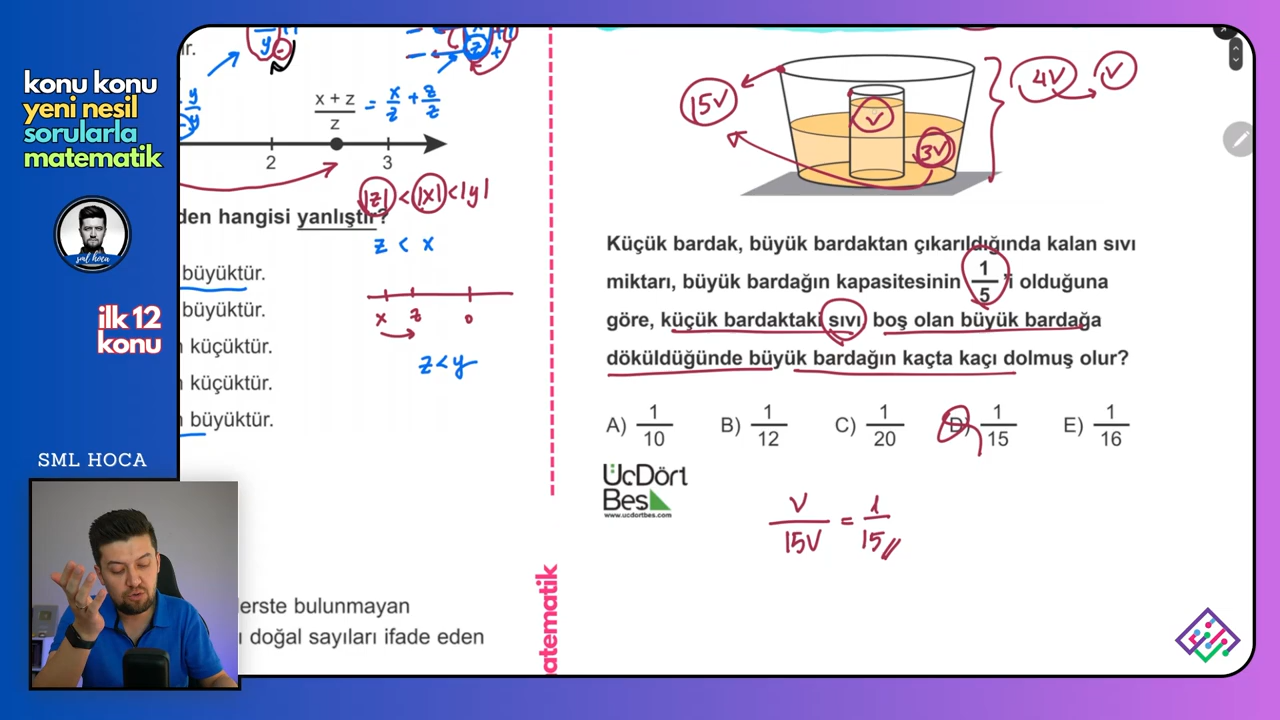 konu konu
yeni nesil
sorularla
matematik
sml hoca
ilk 12
konu
SML HOCA
ır.
x + z
z
= x/z + z/z
2
3
|z| < |x| < |y|
den hangisi yanlıştır?
z < x
büyüktür.
büyüktür.
n küçüktür.
n küçüktür.
n büyüktür.
x z 0
z < y
erste bulunmayan
ı doğal sayıları ifade eden
atematik
15V
V
3V
4V
V
Küçük bardak, büyük bardaktan çıkarıldığında kalan sıvı
miktarı, büyük bardağın kapasitesinin 1/5 'i olduğuna
göre, küçük bardaktaki sıvı, boş olan büyük bardağa
döküldüğünde büyük bardağın kaçta kaçı dolmuş olur?
A) 1/10 B) 1/12 C) 1/20 D) 1/15 E) 1/16
ÜçDört
Beş
www.ucdortbes.com
V/15V = 1/15